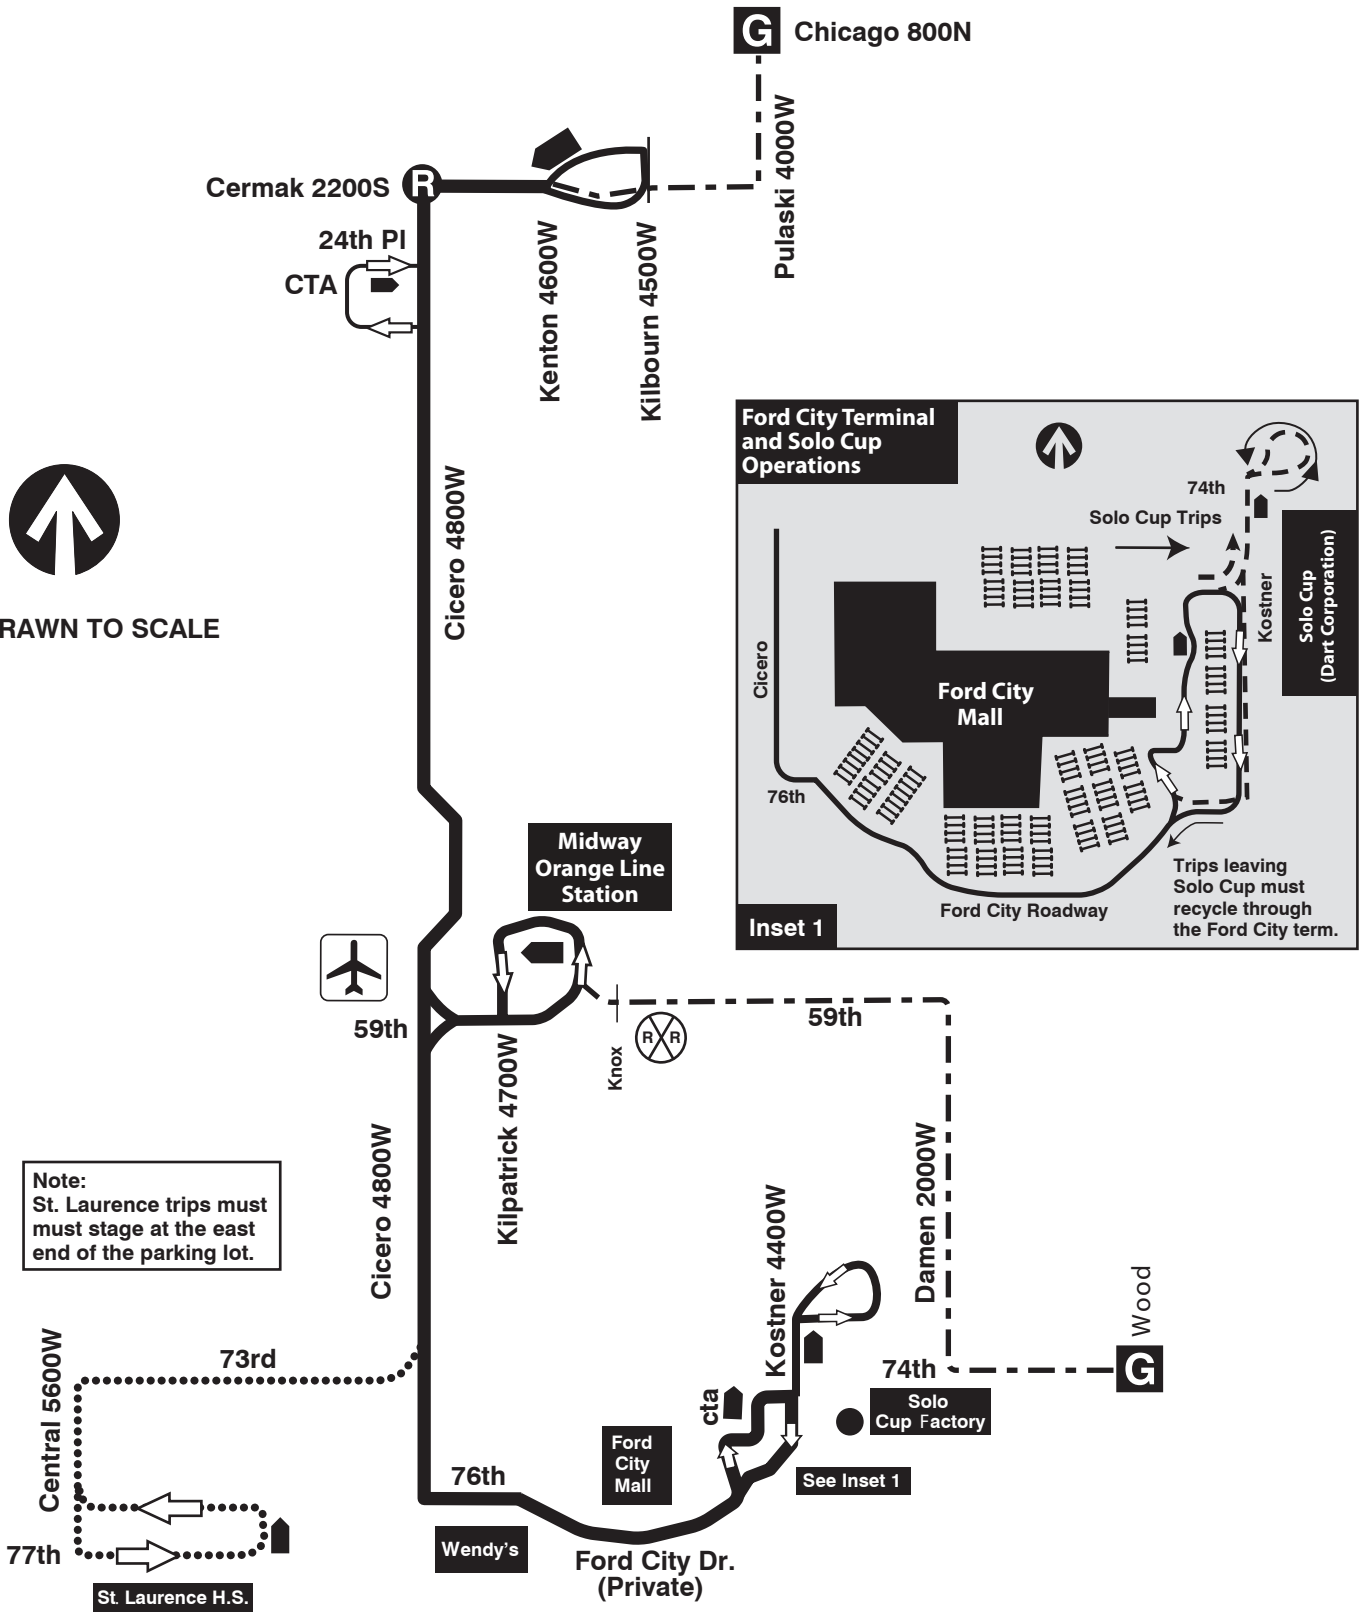 G Chicago 800N
Pulaski 4000W
Cermak 2200S R
24th Pl
CTA
Kenton 4600W
Kilbourn 4500W
Cicero 4800W
RAWN TO SCALE
Ford City Terminal
and Solo Cup
Operations
74th
Solo Cup Trips
Kostner
Solo Cup
(Dart Corporation)
Cicero
Ford City
Mall
76th
Trips leaving
Solo Cup must
recycle through
the Ford City term.
Ford City Roadway
Inset 1
Midway
Orange Line
Station
59th
Kilpatrick 4700W
Knox
R R
59th
Cicero 4800W
Damen 2000W
Note:
St. Laurence trips must
must stage at the east
end of the parking lot.
Kostner 4400W
Wood
G
74th
Solo
Cup Factory
cta
Ford
City
Mall
See Inset 1
73rd
Central 5600W
77th
St. Laurence H.S.
76th
Wendy's
Ford City Dr.
(Private)